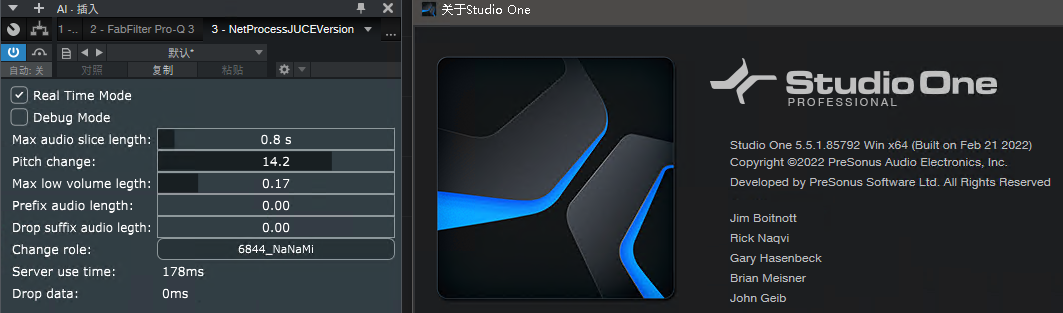 AI - 插入
1 -... 2 - FabFilter Pro-Q 3 3 - NetProcessJUCEVersion
默认*
自动: 关 对照 复制 粘贴
Real Time Mode
Debug Mode
Max audio slice length: 0.8 s
Pitch change: 14.2
Max low volume legth: 0.17
Prefix audio length: 0.00
Drop suffix audio legth: 0.00
Change role: 6844_NaNaMi
Server use time: 178ms
Drop data: 0ms
关于Studio One
Studio One
PROFESSIONAL
Studio One 5.5.1.85792 Win x64 (Built on Feb 21 2022)
Copyright ©2022 PreSonus Audio Electronics, Inc.
Developed by PreSonus Software Ltd. All Rights Reserved
Jim Boitnott
Rick Naqvi
Gary Hasenbeck
Brian Meisner
John Geib